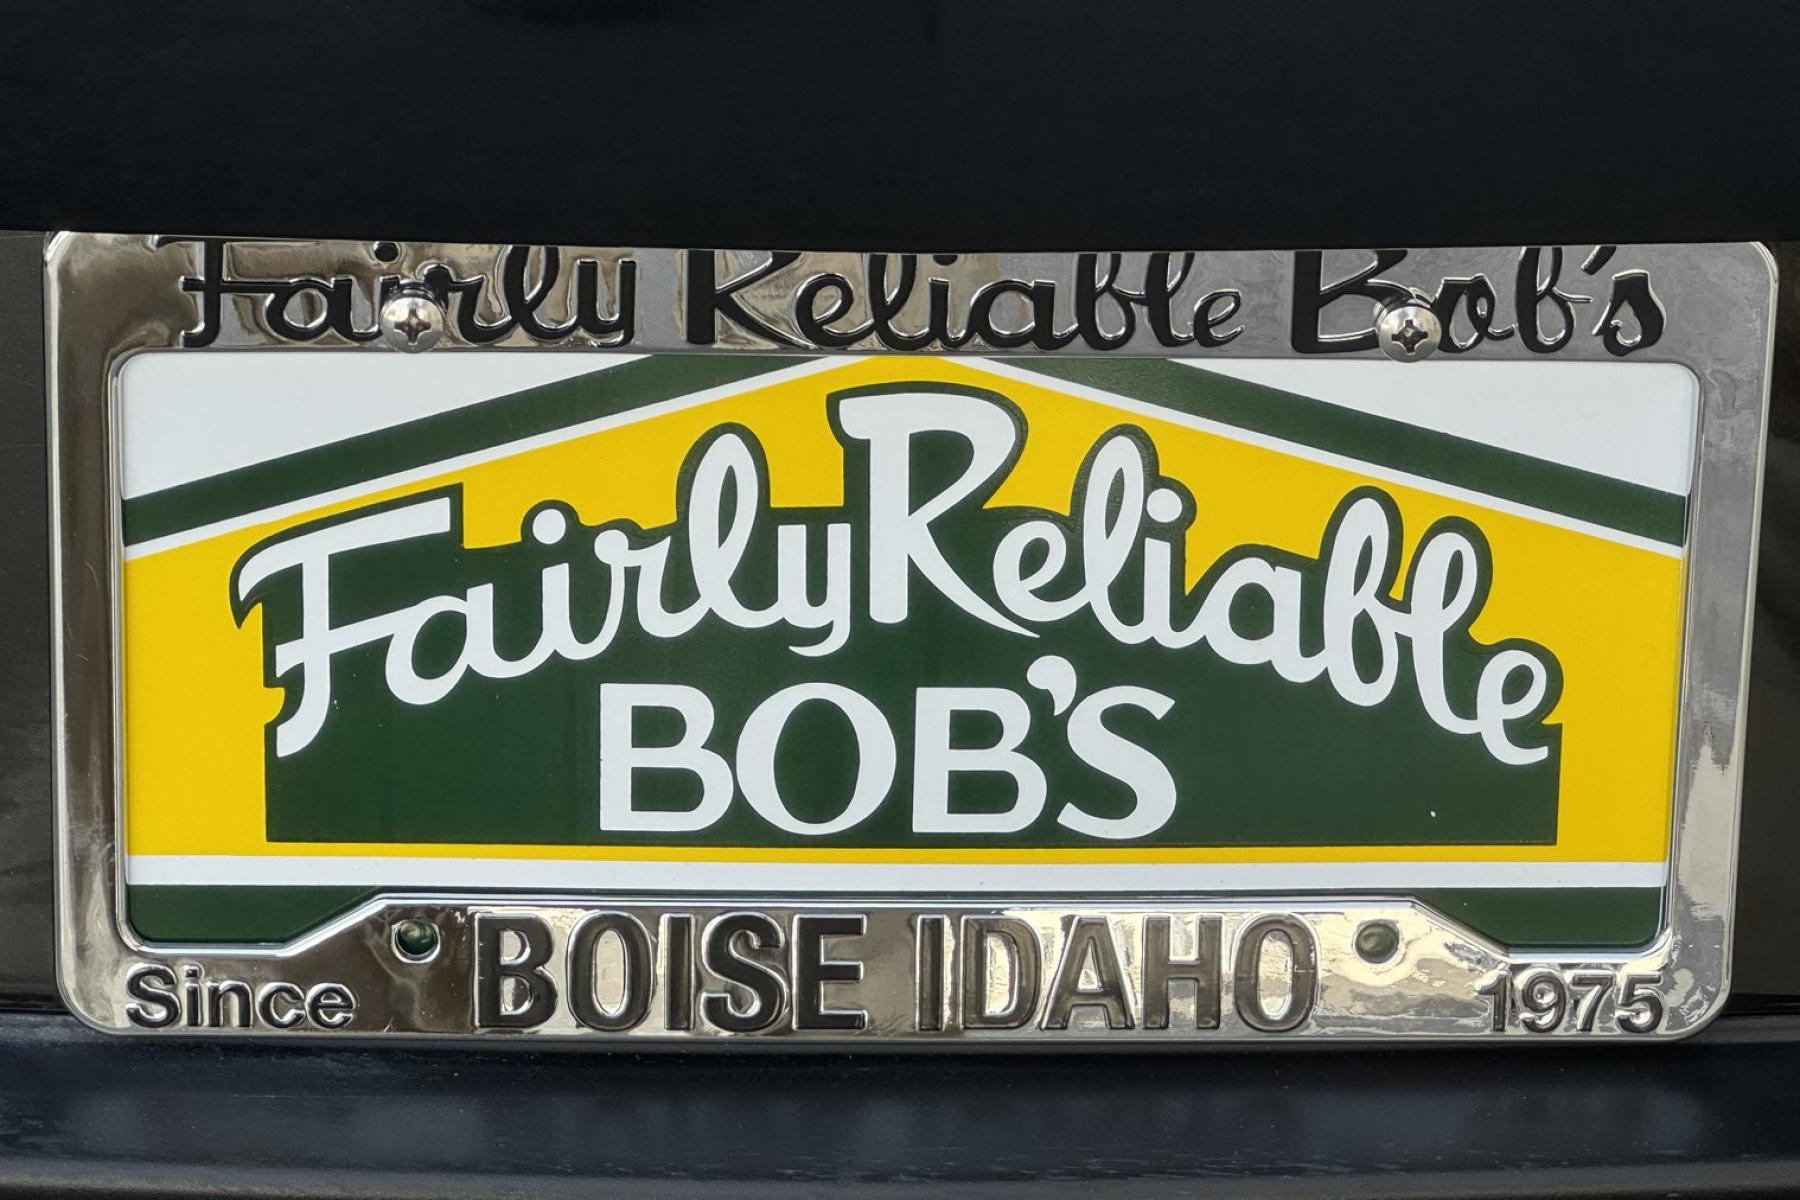 Fairly Reliable Bob's
Fairly Reliable
BOB'S
BOISE IDAHO
Since 1975